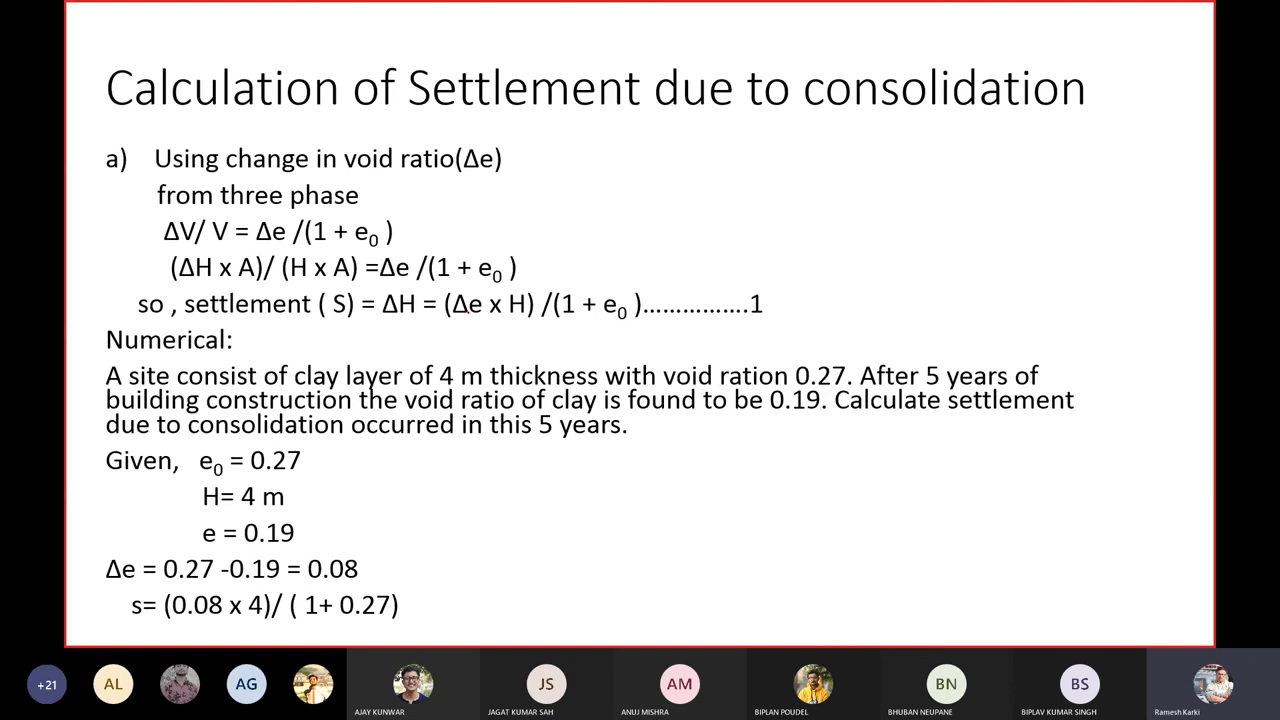 Calculation of Settlement due to consolidation
a) Using change in void ratio(Δe)
from three phase
ΔV/ V = Δe /(1 + e₀ )
(ΔH x A)/ (H x A) =Δe /(1 + e₀ )
so , settlement ( S) = ΔH = (Δe x H) /(1 + e₀ )…………….1
Numerical:
A site consist of clay layer of 4 m thickness with void ration 0.27. After 5 years of
building construction the void ratio of clay is found to be 0.19. Calculate settlement
due to consolidation occurred in this 5 years.
Given, e₀ = 0.27
H= 4 m
e = 0.19
Δe = 0.27 -0.19 = 0.08
s= (0.08 x 4)/ ( 1+ 0.27)
+21
AL
AG
AJAY KUNWAR
JS
JAGAT KUMAR SAH
AM
ANUJ MISHRA
BIPLAN POUDEL
BN
BHUBAN NEUPANE
BS
BIPLAV KUMAR SINGH
Ramesh Karki